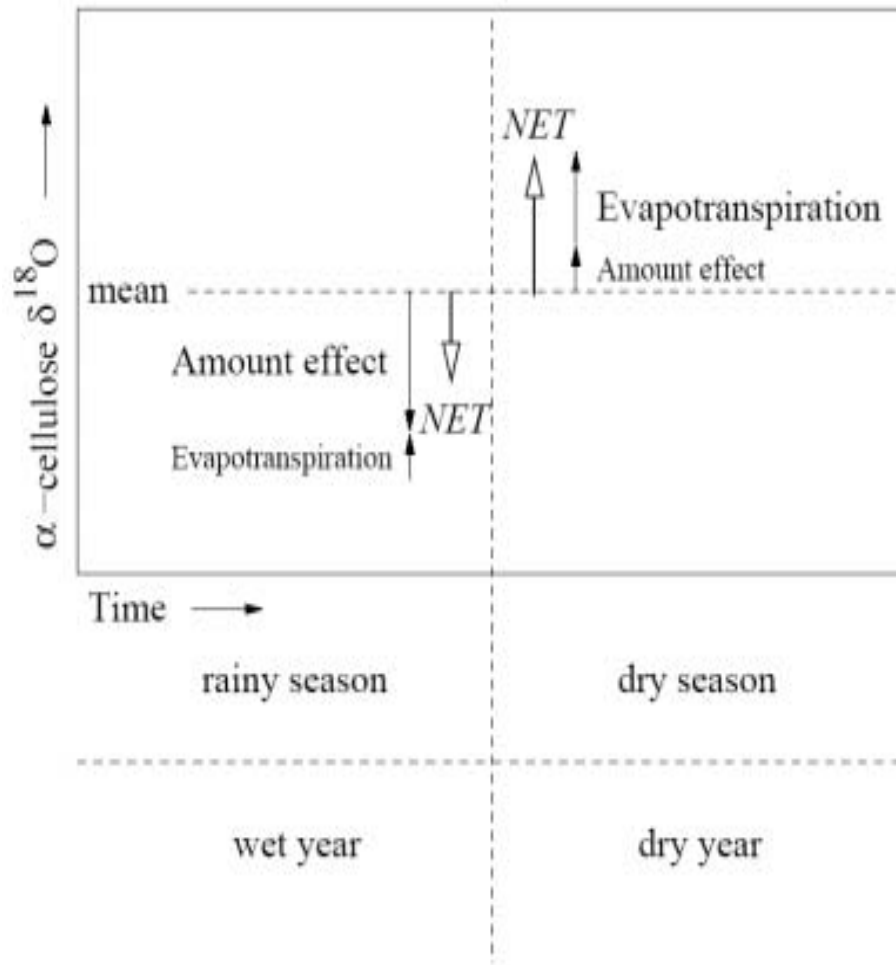 α –cellulose δ18O
NET
Evapotranspiration
Amount effect
mean
Amount effect
NET
Evapotranspiration
Time
rainy season
dry season
wet year
dry year